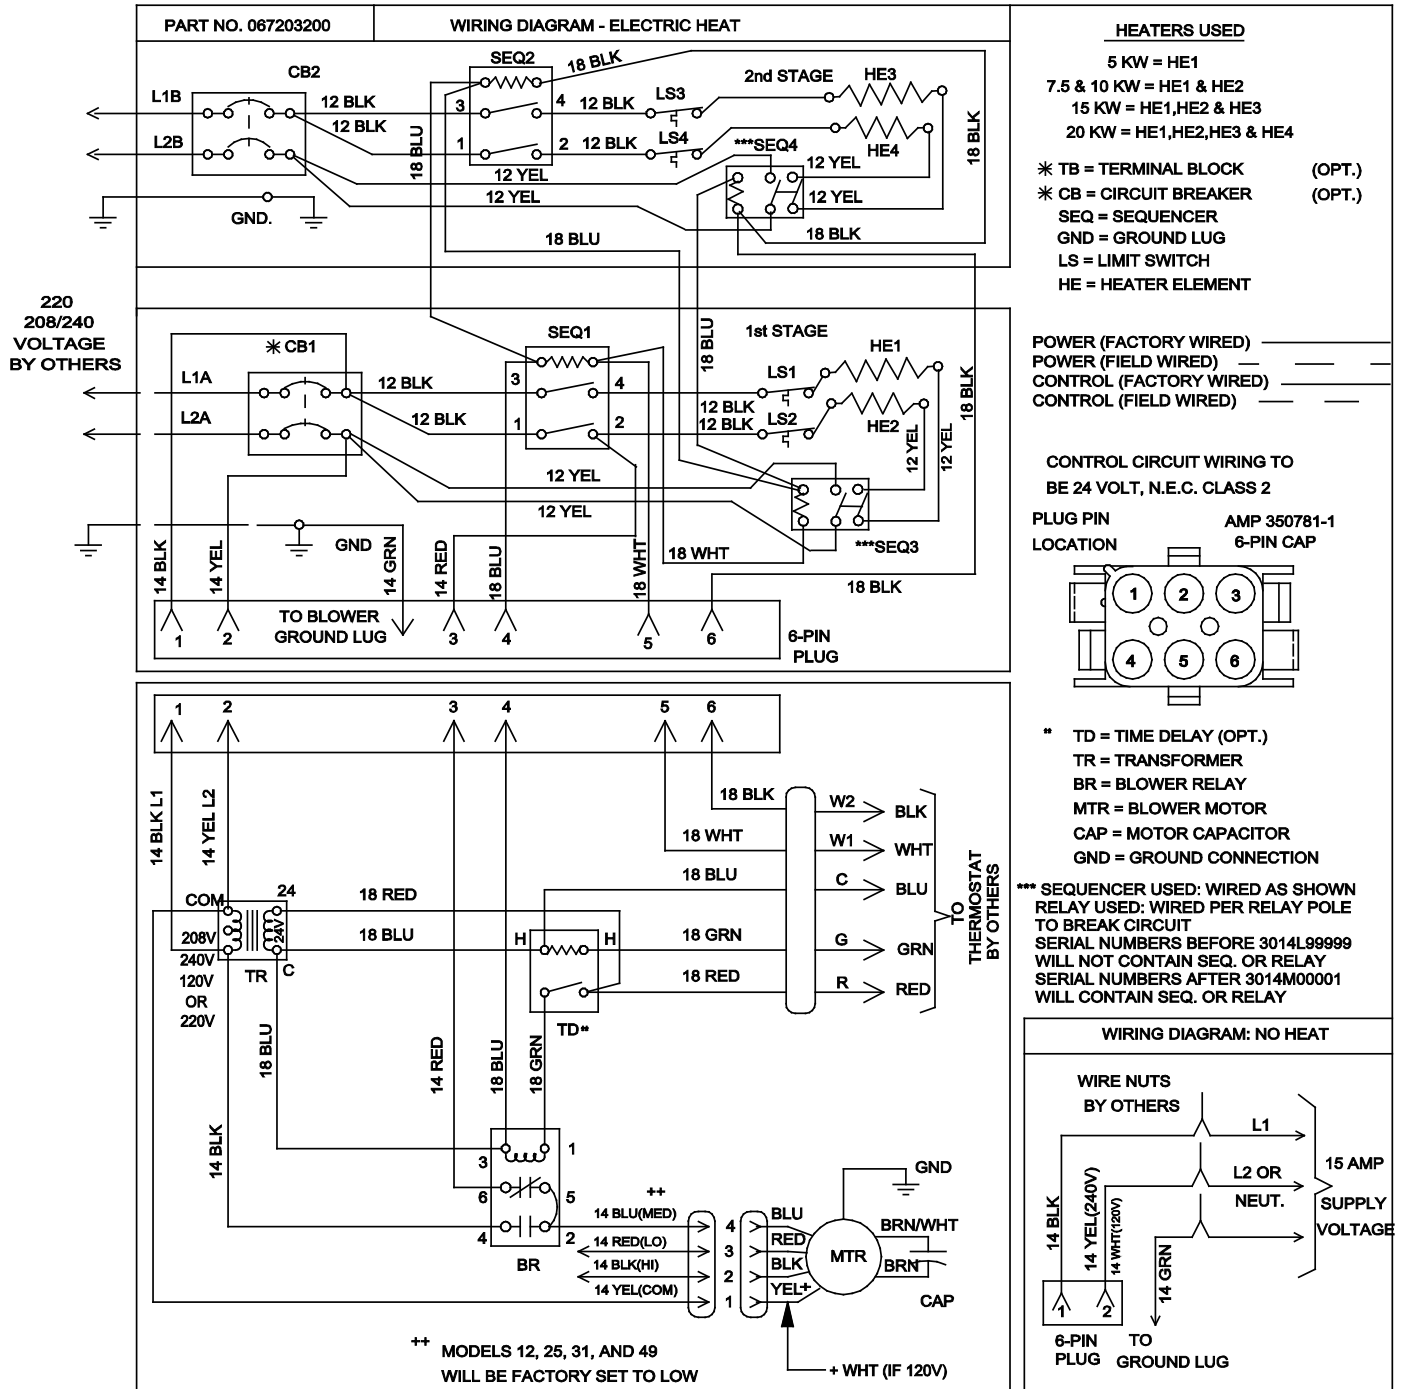 PART NO. 067203200
WIRING DIAGRAM - ELECTRIC HEAT
SEQ2
18 BLK
CB2
2nd STAGE
HE3
L1B
12 BLK
3
4
12 BLK
LS3
12 BLK
L2B
1
2
12 BLK
LS4
HE4
18 BLU
***SEQ4
12 YEL
18 BLK
12 YEL
12 YEL
12 YEL
GND.
18 BLU
18 BLK
220
208/240
VOLTAGE
BY OTHERS
✳ CB1
SEQ1
1st STAGE
18 BLU
HE1
L1A
12 BLK
3
4
LS1
12 BLK
18 BLK
L2A
12 BLK
1
2
12 BLK
LS2
HE2
12 YEL
12 YEL
12 YEL
12 YEL
GND
***SEQ3
14 BLK
14 YEL
14 GRN
14 RED
18 BLU
18 WHT
18 WHT
18 BLK
TO BLOWER
GROUND LUG
1
2
3
4
5
6
6-PIN
PLUG
1
2
3
4
5
6
14 BLK L1
14 YEL L2
18 BLK
W2
BLK
18 WHT
W1
WHT
18 BLU
C
BLU
18 GRN
G
GRN
18 RED
R
RED
TO
THERMOSTAT
BY OTHERS
COM
24
18 RED
208V
24V
18 BLU
H
H
240V
TR
C
120V
OR
220V
TD**
18 BLU
14 RED
18 BLU
18 GRN
14 BLK
3
1
6
5
4
2
BR
++
14 BLU(MED)
14 RED(LO)
14 BLK(HI)
14 YEL(COM)
4
3
2
1
BLU
RED
BLK
YEL+
MTR
GND
BRN/WHT
BRN
CAP
++ MODELS 12, 25, 31, AND 49
WILL BE FACTORY SET TO LOW
+ WHT (IF 120V)
HEATERS USED
5 KW = HE1
7.5 & 10 KW = HE1 & HE2
15 KW = HE1,HE2 & HE3
20 KW = HE1,HE2,HE3 & HE4
✳ TB = TERMINAL BLOCK (OPT.)
✳ CB = CIRCUIT BREAKER (OPT.)
SEQ = SEQUENCER
GND = GROUND LUG
LS = LIMIT SWITCH
HE = HEATER ELEMENT
POWER (FACTORY WIRED)
POWER (FIELD WIRED)
CONTROL (FACTORY WIRED)
CONTROL (FIELD WIRED)
CONTROL CIRCUIT WIRING TO
BE 24 VOLT, N.E.C. CLASS 2
PLUG PIN
LOCATION
AMP 350781-1
6-PIN CAP
1
2
3
4
5
6
** TD = TIME DELAY (OPT.)
TR = TRANSFORMER
BR = BLOWER RELAY
MTR = BLOWER MOTOR
CAP = MOTOR CAPACITOR
GND = GROUND CONNECTION
*** SEQUENCER USED: WIRED AS SHOWN
RELAY USED: WIRED PER RELAY POLE
TO BREAK CIRCUIT
SERIAL NUMBERS BEFORE 3014L99999
WILL NOT CONTAIN SEQ. OR RELAY
SERIAL NUMBERS AFTER 3014M00001
WILL CONTAIN SEQ. OR RELAY
WIRING DIAGRAM: NO HEAT
WIRE NUTS
BY OTHERS
L1
L2 OR
NEUT.
15 AMP
SUPPLY
VOLTAGE
14 BLK
14 YEL(240V)
14 WHT(120V)
14 GRN
1
2
6-PIN
PLUG
TO
GROUND LUG